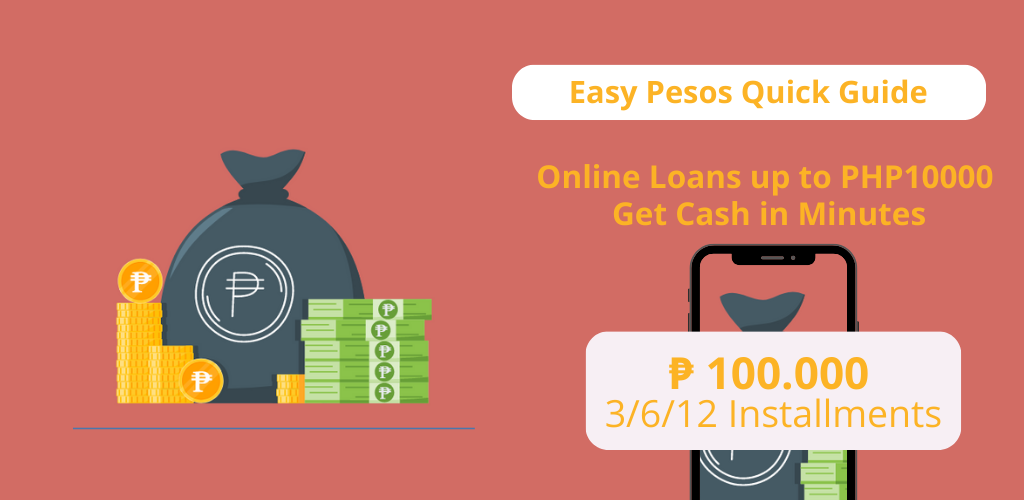 Easy Pesos Quick Guide
Online Loans up to PHP10000
Get Cash in Minutes
₱ 100.000
3/6/12 Installments